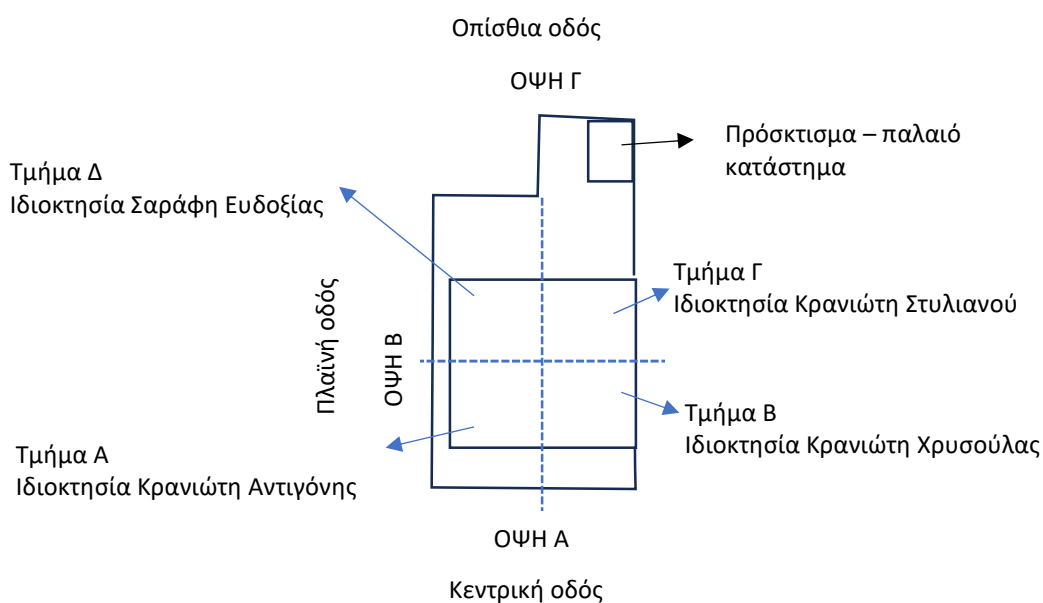 Οπίσθια οδός
ΟΨΗ Γ
Πρόσκτισμα – παλαιό
κατάστημα
Τμήμα Δ
Ιδιοκτησία Σαράφη Ευδοξίας
Τμήμα Γ
Ιδιοκτησία Κρανιώτη Στυλιανού
Πλαϊνή οδός
ΟΨΗ Β
Τμήμα Β
Ιδιοκτησία Κρανιώτη Χρυσούλας
Τμήμα Α
Ιδιοκτησία Κρανιώτη Αντιγόνης
ΟΨΗ Α
Κεντρική οδός